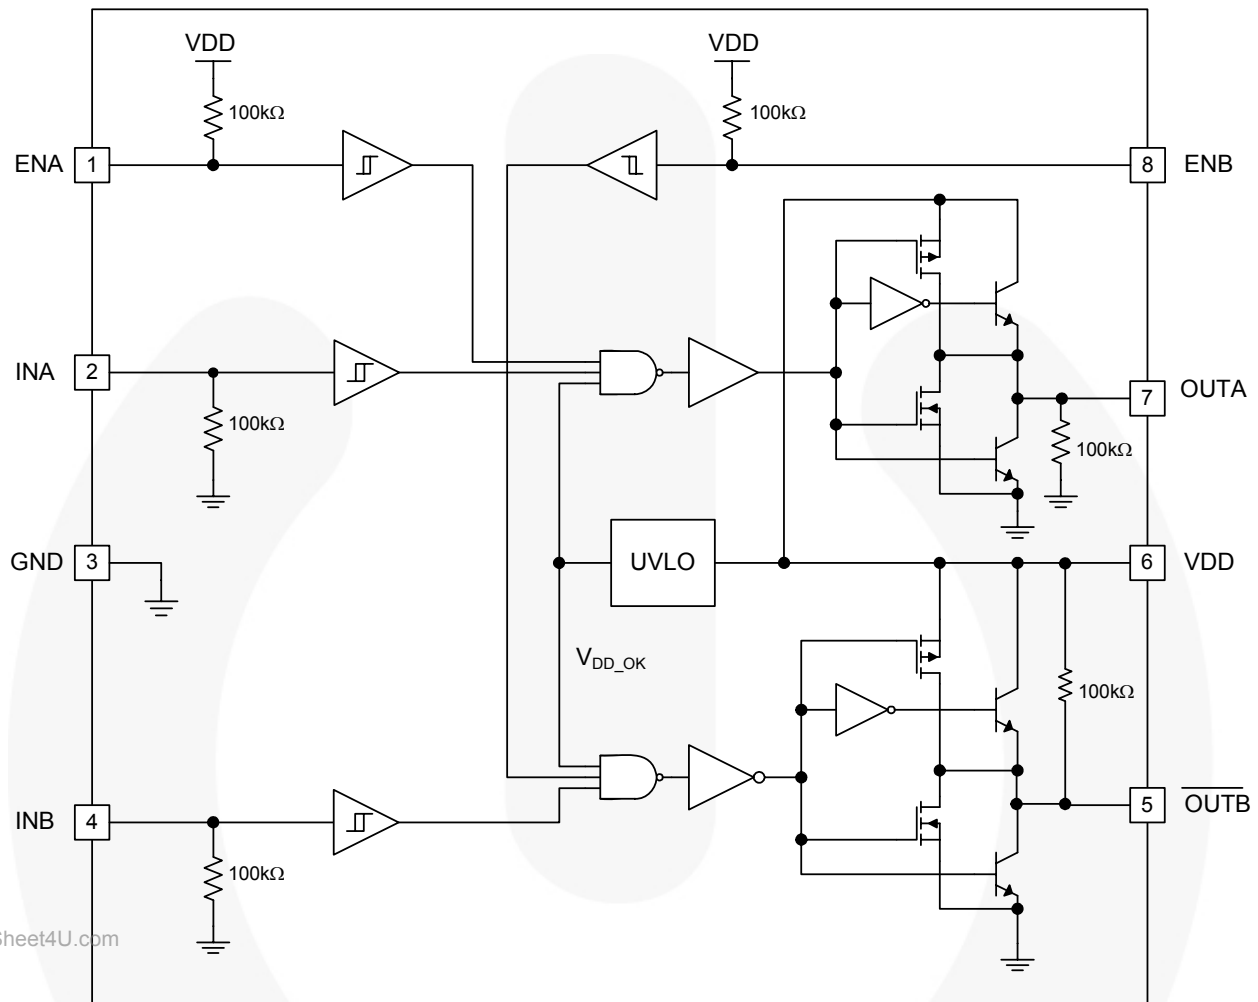 VDD
VDD
100kΩ
100kΩ
ENA
1
8
ENB
INA
2
7
OUTA
100kΩ
100kΩ
GND
3
UVLO
6
VDD
VDD_OK
100kΩ
INB
4
5
OUTB
100kΩ
Sheet4U.com